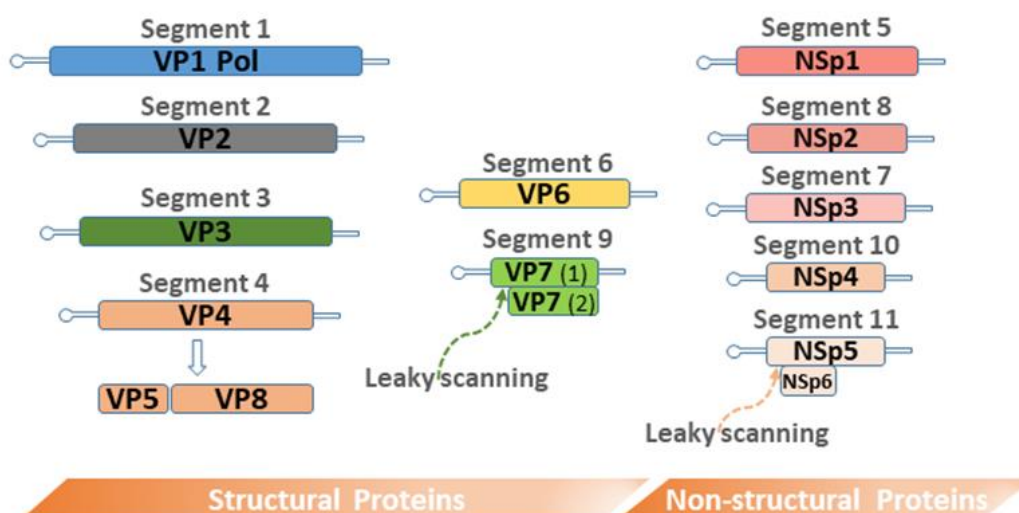 Segment 1
VP1 Pol
Segment 2
VP2
Segment 3
VP3
Segment 4
VP4
VP5 VP8
Segment 6
VP6
Segment 9
VP7 (1)
VP7 (2)
Leaky scanning
Segment 5
NSp1
Segment 8
NSp2
Segment 7
NSp3
Segment 10
NSp4
Segment 11
NSp5
NSp6
Leaky scanning
Structural Proteins
Non-structural Proteins